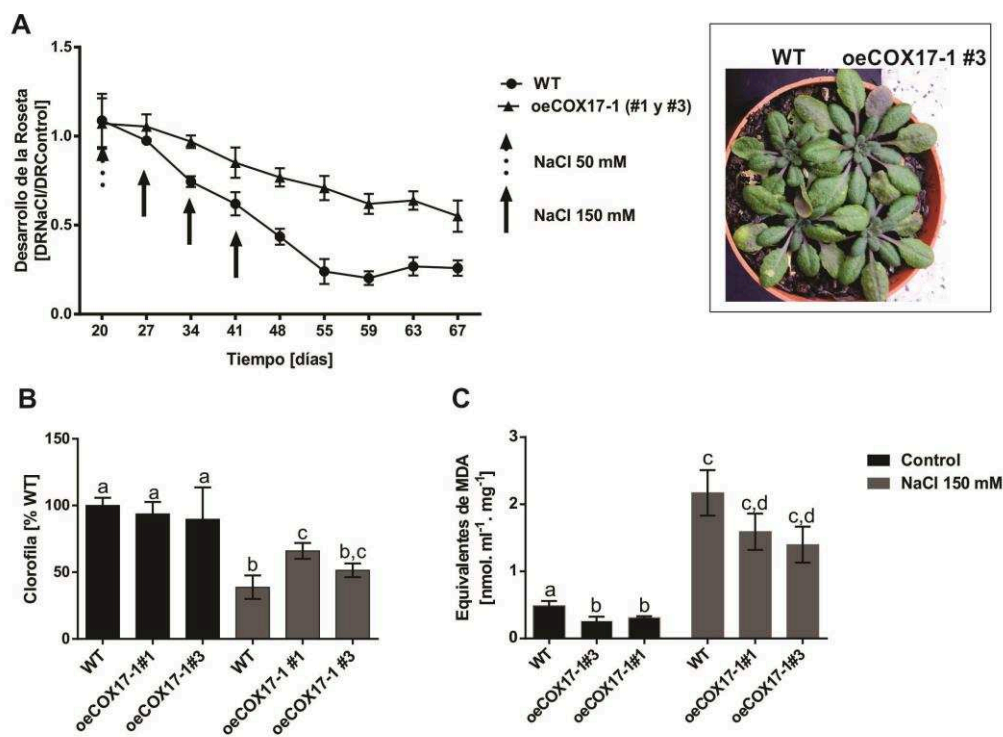 A
Desarrollo de la Roseta
[DRNaCl/DRControl]
1.5
1.0
0.5
0.0
20 27 34 41 48 55 59 63 67
Tiempo [días]
WT
oeCOX17-1 (#1 y #3)
NaCl 50 mM
NaCl 150 mM
WT oeCOX17-1 #3
B
Clorofila [% WT]
150
100
50
0
a a a b c b,c
WT oeCOX17-1#1 oeCOX17-1#3 WT oeCOX17-1 #1 oeCOX17-1 #3
C
Equivalentes de MDA
[nmol. ml⁻¹. mg⁻¹]
3
2
1
0
a b b c c,d c,d
WT oeCOX17-1#3 oeCOX17-1#1 WT oeCOX17-1#1 oeCOX17-1#3
Control
NaCl 150 mM